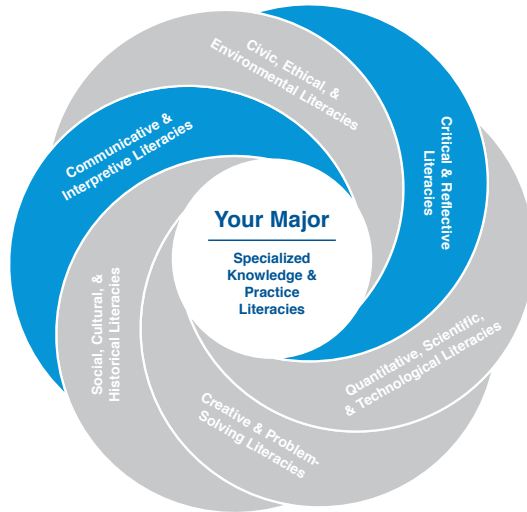 Civic, Ethical, &
Environmental Literacies
Critical & Reflective
Literacies
Communicative &
Interpretive Literacies
Your Major
Specialized
Knowledge &
Practice
Literacies
Social, Cultural, &
Historical Literacies
Quantitative, Scientific,
& Technological Literacies
Creative & Problem-
Solving Literacies